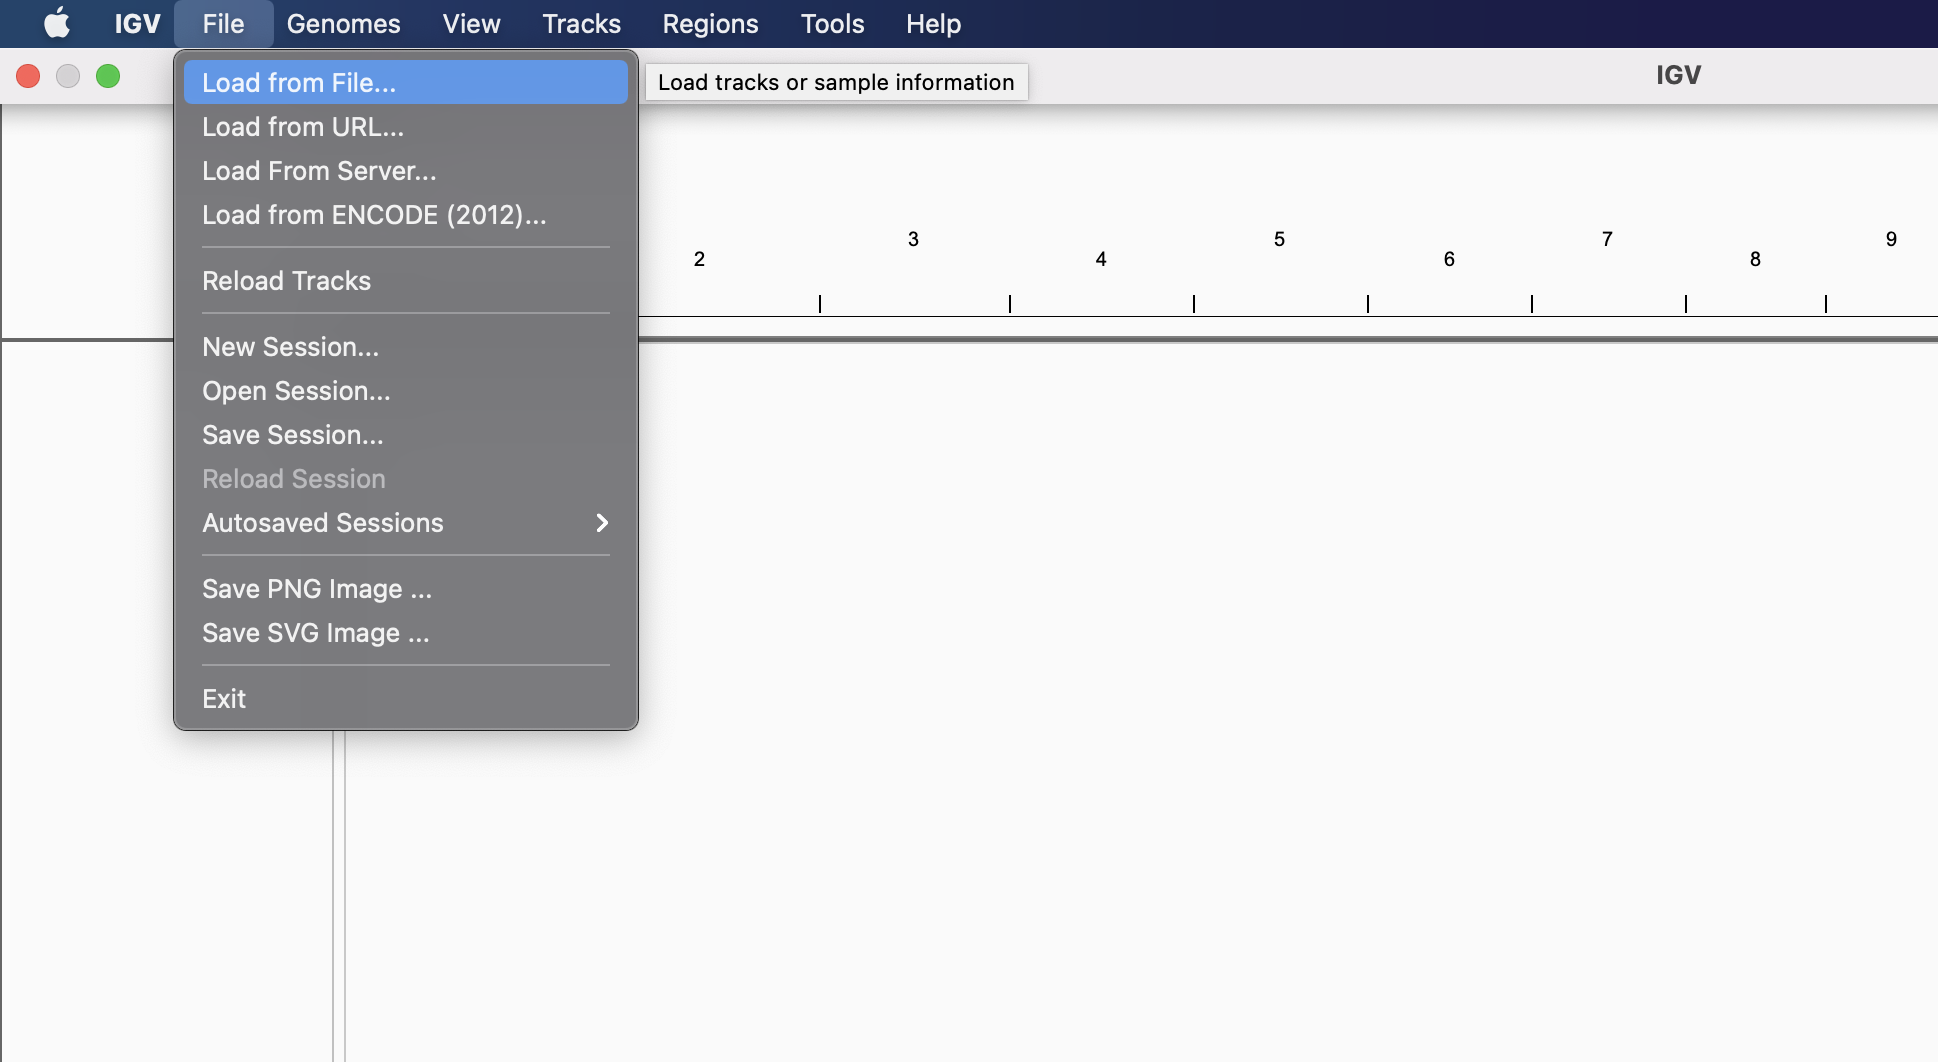 IGV File Genomes View Tracks Regions Tools Help
IGV
Load from File...
Load tracks or sample information
Load from URL...
Load From Server...
Load from ENCODE (2012)...
Reload Tracks
New Session...
Open Session...
Save Session...
Reload Session
Autosaved Sessions
Save PNG Image ...
Save SVG Image ...
Exit
2 3 4 5 6 7 8 9